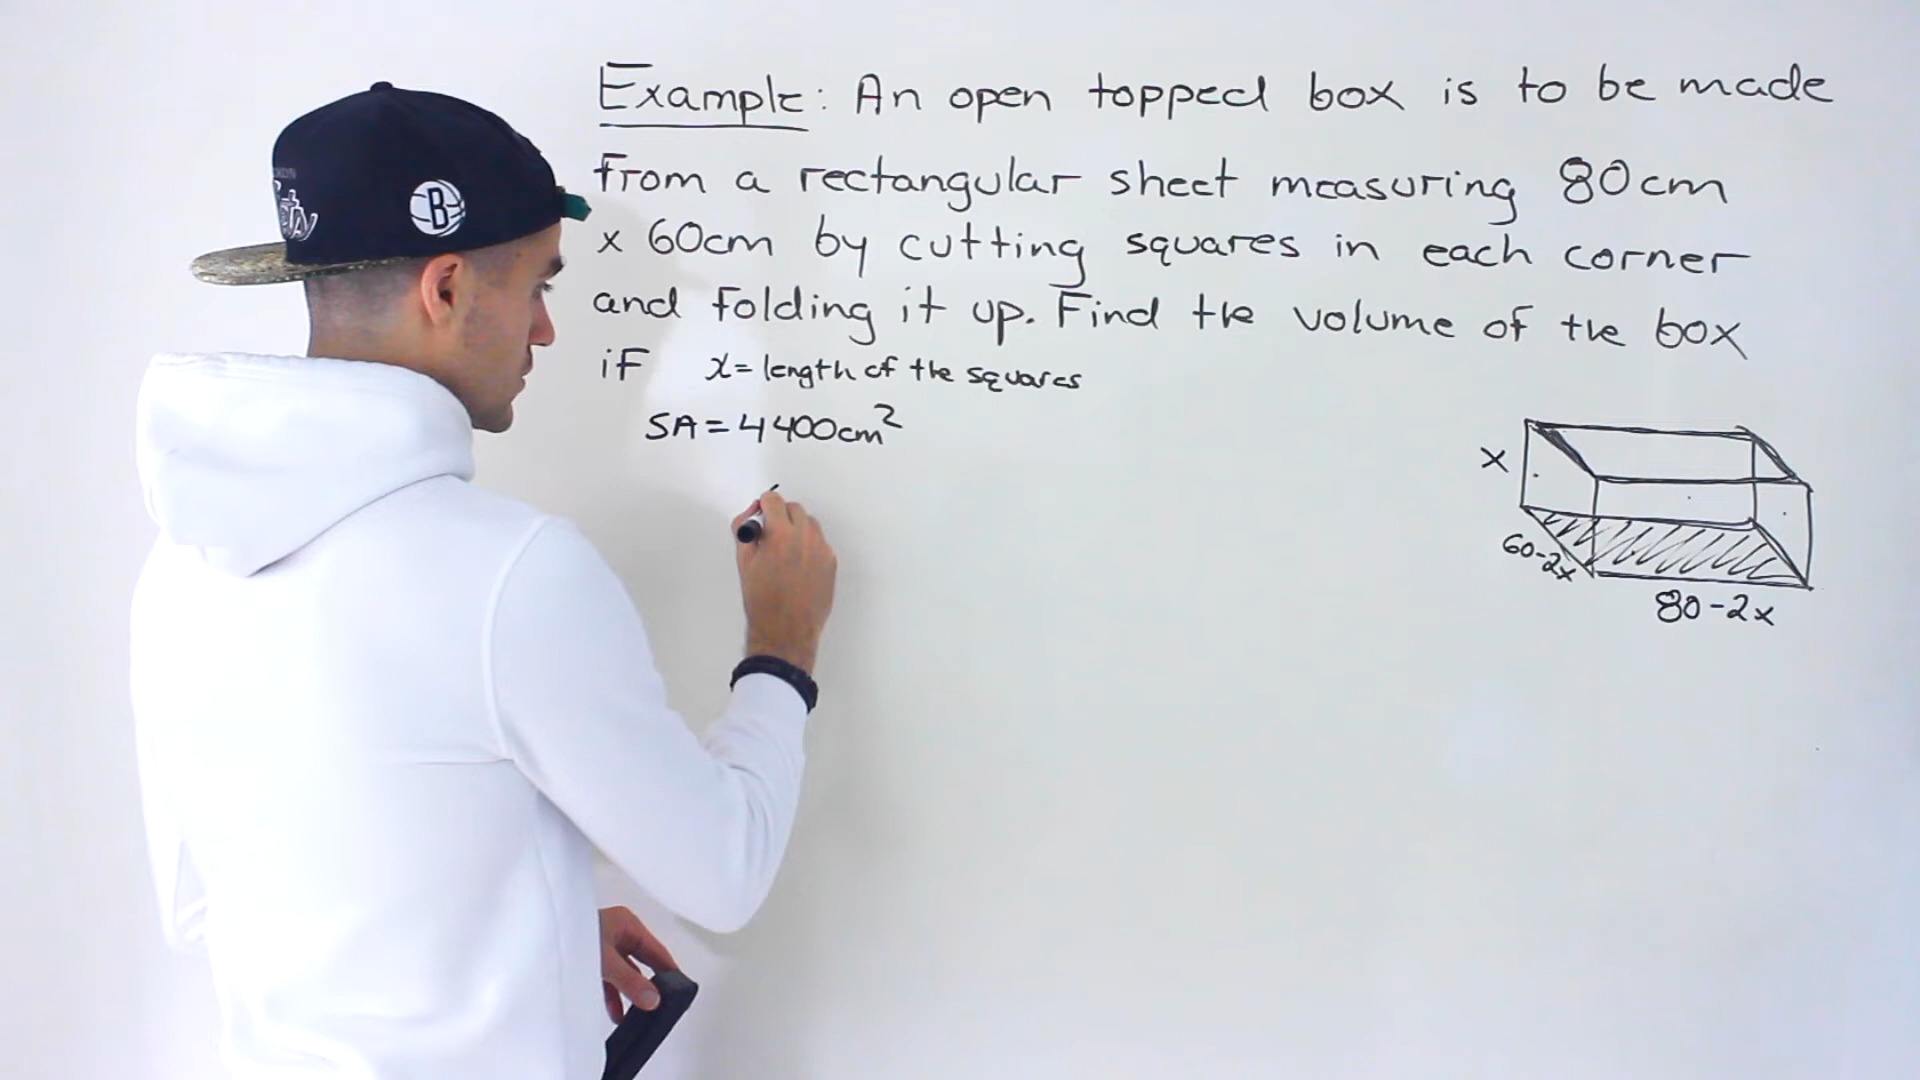 Example: An open topped box is to be made
from a rectangular sheet measuring 80cm
x 60cm by cutting squares in each corner
and folding it up. Find the volume of the box
if x = length of the squares
SA = 4400cm²
x
60-2x
80-2x
B